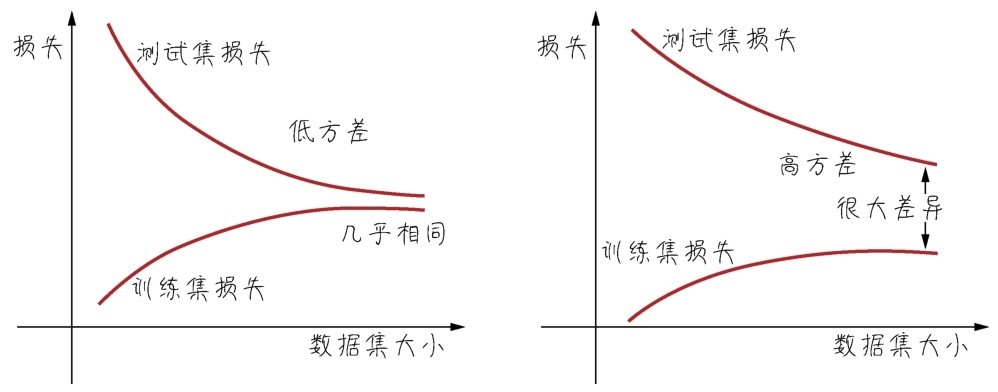 损失
测试集损失
低方差
几乎相同
训练集损失
数据集大小
损失
测试集损失
高方差
很大差异
训练集损失
数据集大小